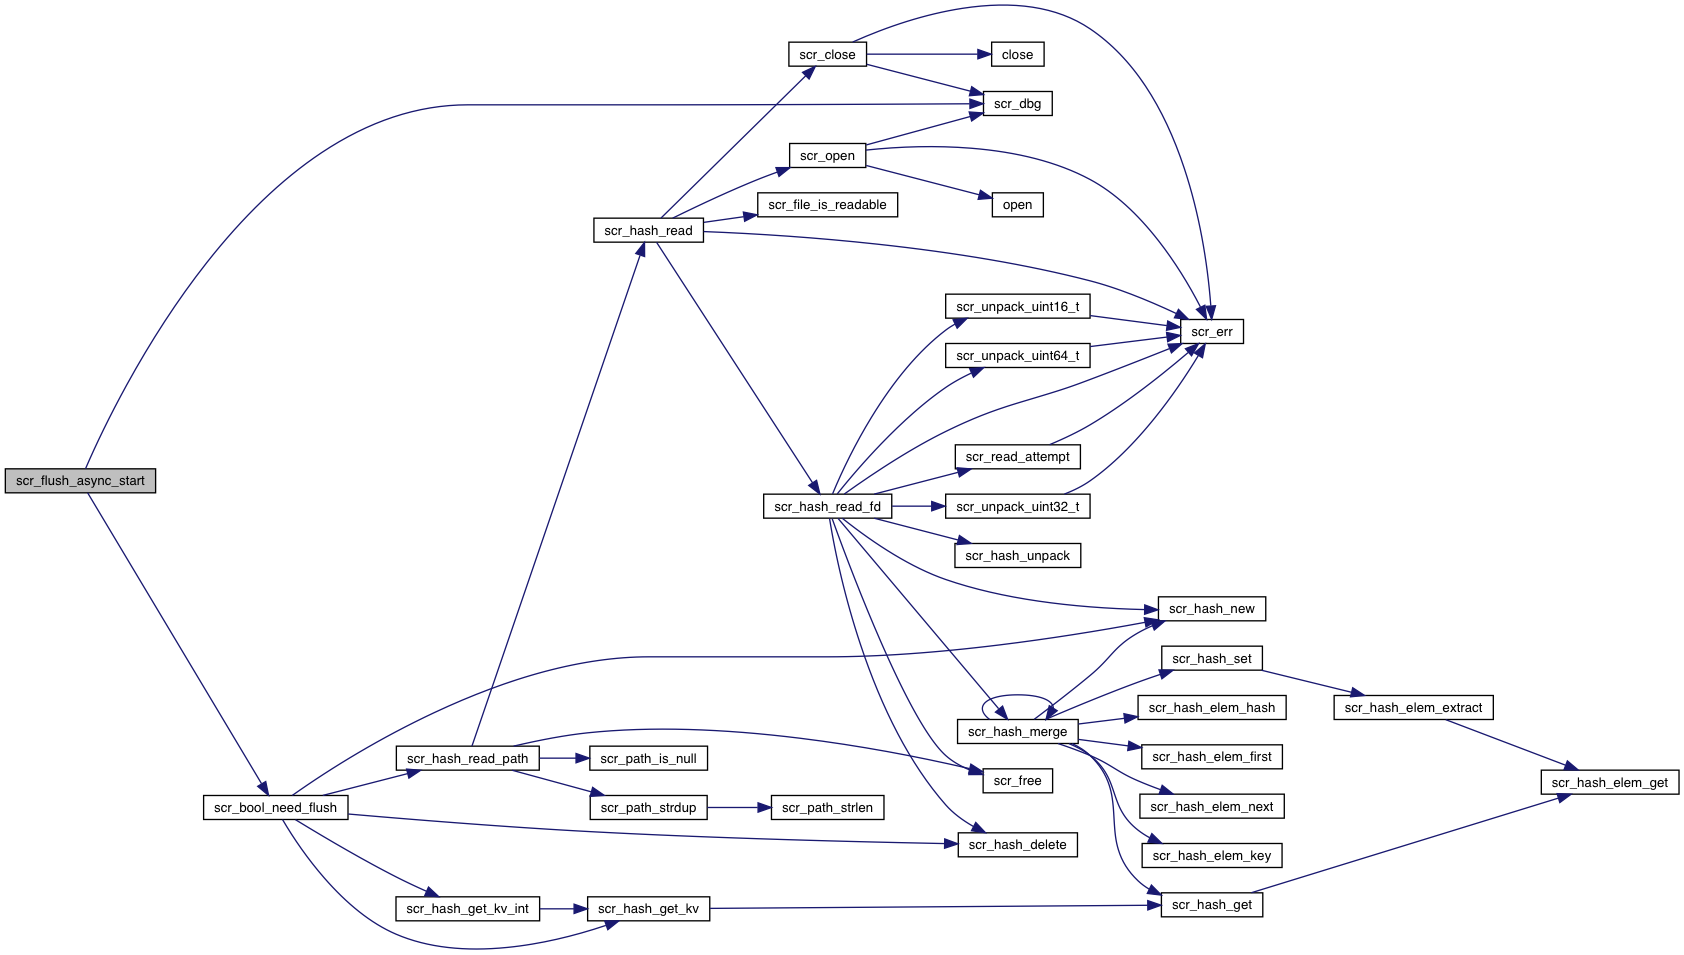 scr_close
close
scr_dbg
scr_open
scr_file_is_readable
open
scr_hash_read
scr_unpack_uint16_t
scr_err
scr_unpack_uint64_t
scr_read_attempt
scr_flush_async_start
scr_hash_read_fd
scr_unpack_uint32_t
scr_hash_unpack
scr_hash_new
scr_hash_set
scr_hash_elem_hash
scr_hash_elem_extract
scr_hash_merge
scr_hash_read_path
scr_path_is_null
scr_hash_elem_first
scr_free
scr_hash_elem_get
scr_bool_need_flush
scr_path_strdup
scr_path_strlen
scr_hash_elem_next
scr_hash_delete
scr_hash_elem_key
scr_hash_get_kv_int
scr_hash_get_kv
scr_hash_get